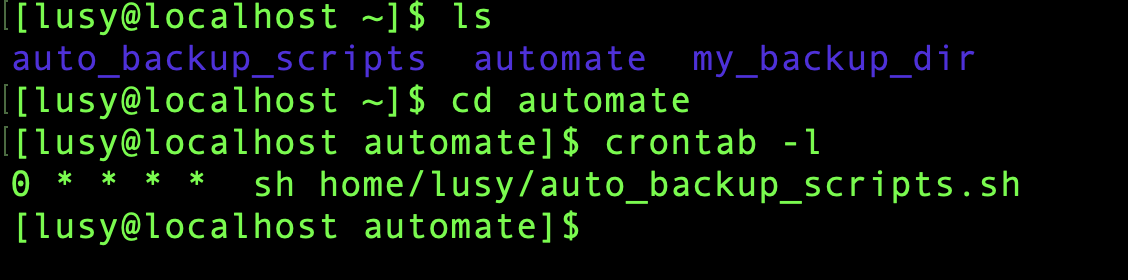 [lusy@localhost ~]$ ls
auto_backup_scripts  automate  my_backup_dir
[lusy@localhost ~]$ cd automate
[lusy@localhost automate]$ crontab -l
0 * * * *  sh home/lusy/auto_backup_scripts.sh
[lusy@localhost automate]$